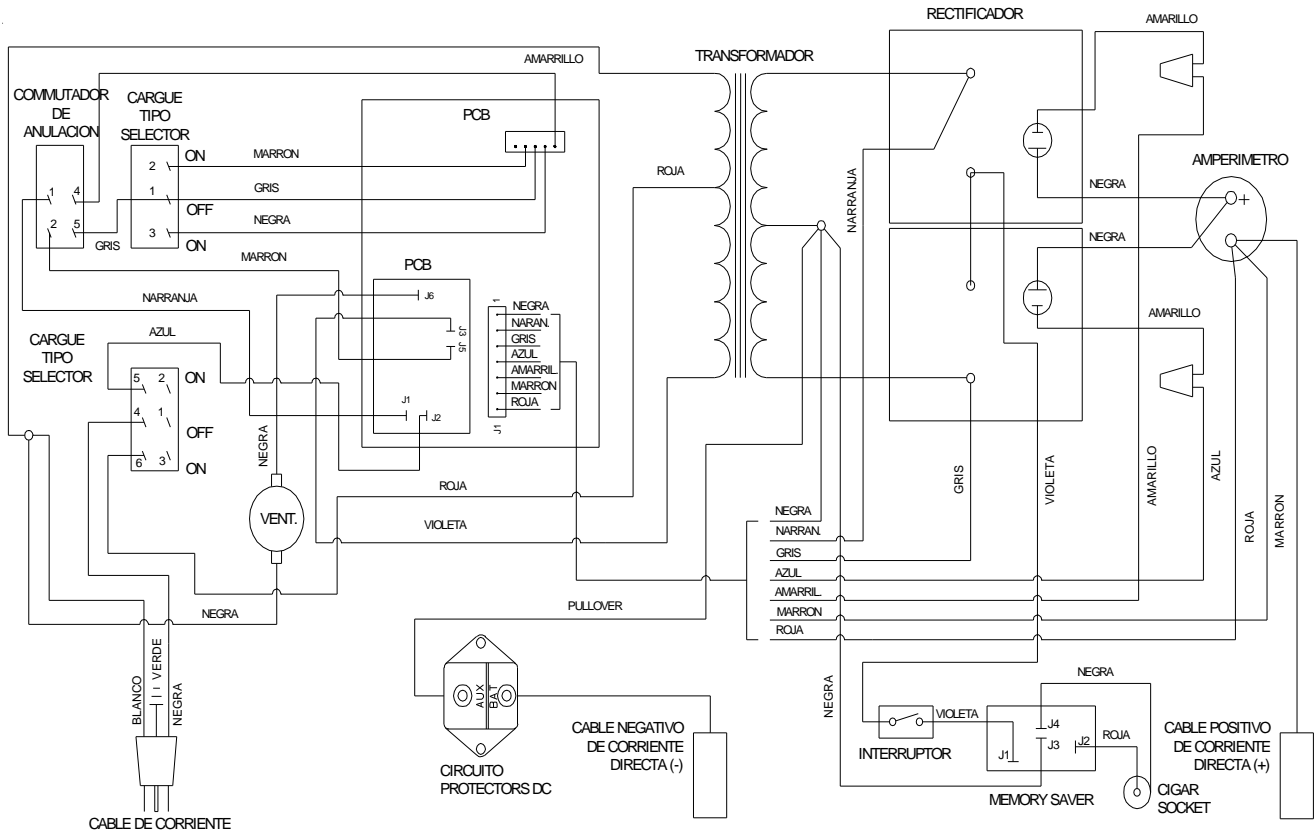 RECTIFICADOR
AMARILLO
TRANSFORMADOR
AMARRILLO
COMMUTADOR
DE
ANULACION
CARGUE
TIPO
SELECTOR
PCB
ON
2
MARRON
1
GRIS
OFF
3
NEGRA
ON
1
4
2
5
GRIS
MARRON
ROJA
NARRANJA
NEGRA
AMPERIMETRO
+
NEGRA
AMARILLO
PCB
J6
J3
J5
J1
J2
NARRANJA
AZUL
CARGUE
TIPO
SELECTOR
5
2
ON
4
1
OFF
6
3
ON
1
NEGRA
NARAN.
GRIS
AZUL
AMARRIL.
MARRON
ROJA
J1
NEGRA
VENT.
ROJA
VIOLETA
GRIS
VIOLETA
AMARILLO
AZUL
ROJA
MARRON
NEGRA
NARRAN.
GRIS
AZUL
AMARRIL.
MARRON
ROJA
NEGRA
PULLOVER
BLANCO
VERDE
NEGRA
AUX
BAT
CIRCUITO
PROTECTORS DC
CABLE NEGATIVO
DE CORRIENTE
DIRECTA (-)
NEGRA
INTERRUPTOR
VIOLETA
NEGRA
J4
J3
J1
J2
ROJA
MEMORY SAVER
CIGAR
SOCKET
CABLE POSITIVO
DE CORRIENTE
DIRECTA (+)
CABLE DE CORRIENTE